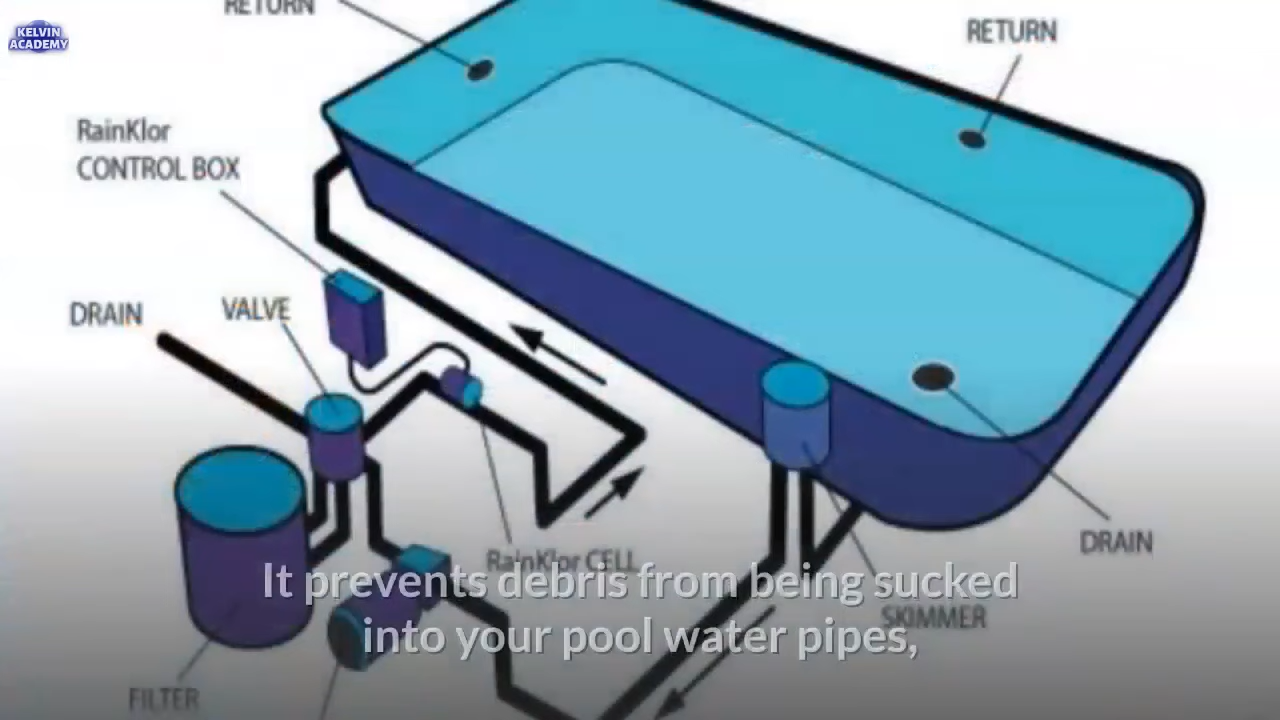 KELVIN
ACADEMY
RETURN
RETURN
RainKlor
CONTROL BOX
DRAIN
VALVE
RainKlor CELL
DRAIN
SKIMMER
FILTER
It prevents debris from being sucked
into your pool water pipes,